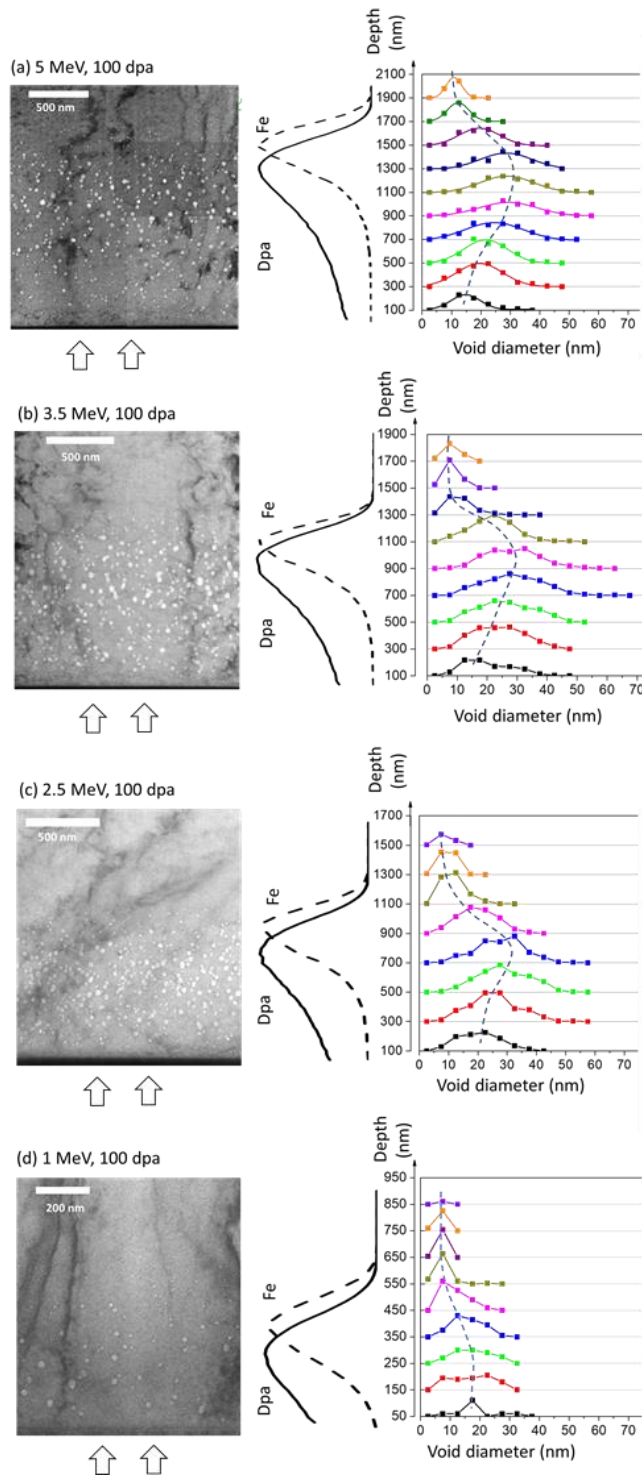 (a) 5 MeV, 100 dpa
500 nm
Fe
Dpa
Depth
(nm)
2100
1900
1700
1500
1300
1100
900
700
500
300
100
0 10 20 30 40 50 60 70
Void diameter (nm)
(b) 3.5 MeV, 100 dpa
500 nm
Fe
Dpa
Depth
(nm)
1900
1700
1500
1300
1100
900
700
500
300
100
0 10 20 30 40 50 60 70
Void diameter (nm)
(c) 2.5 MeV, 100 dpa
500 nm
Fe
Dpa
Depth
(nm)
1700
1500
1300
1100
900
700
500
300
100
0 10 20 30 40 50 60 70
Void diameter (nm)
(d) 1 MeV, 100 dpa
200 nm
Fe
Dpa
Depth
(nm)
950
850
750
650
550
450
350
250
150
50
0 10 20 30 40 50 60 70
Void diameter (nm)